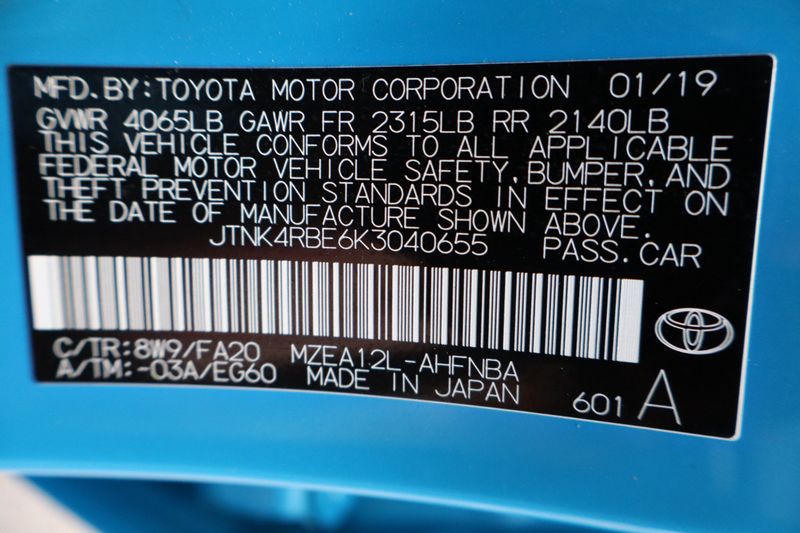 MFD. BY: TOYOTA MOTOR CORPORATION 01/19
GVWR 4065LB GAWR FR 2315LB RR 2140LB
THIS VEHICLE CONFORMS TO ALL APPLICABLE
FEDERAL MOTOR VEHICLE SAFETY, BUMPER, AND
THEFT PREVENTION STANDARDS IN EFFECT ON
THE DATE OF MANUFACTURE SHOWN ABOVE.
JTNK4RBE6K3040655 PASS. CAR
C/TR: 8W9/FA20 MZEA12L-AHFNBA
A/TM: -03A/EG60 MADE IN JAPAN 601 A